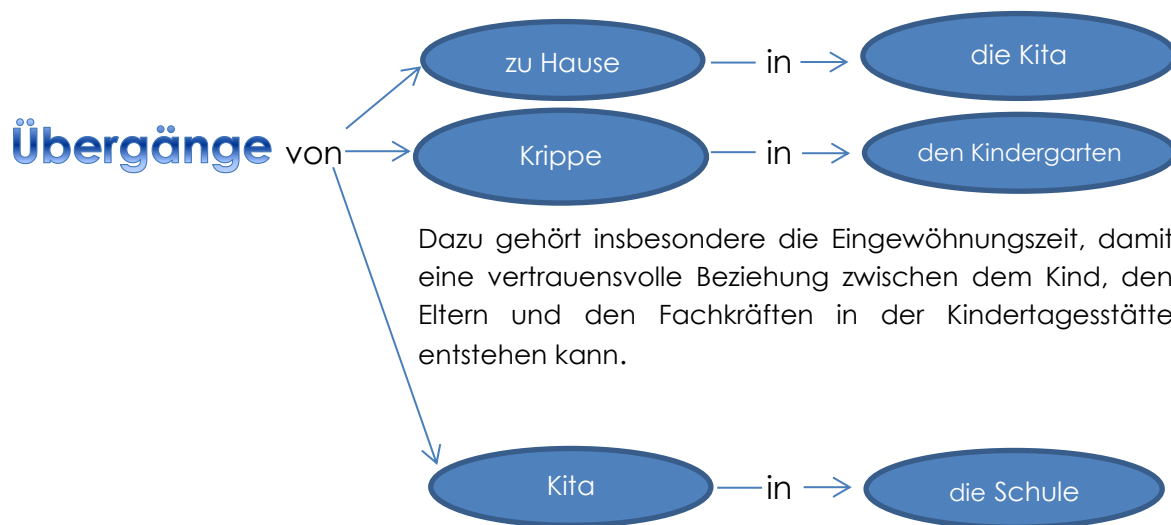 Übergänge von
zu Hause in die Kita
Krippe in den Kindergarten
Dazu gehört insbesondere die Eingewöhnungszeit, damit
eine vertrauensvolle Beziehung zwischen dem Kind, den
Eltern und den Fachkräften in der Kindertagesstätte
entstehen kann.
Kita in die Schule